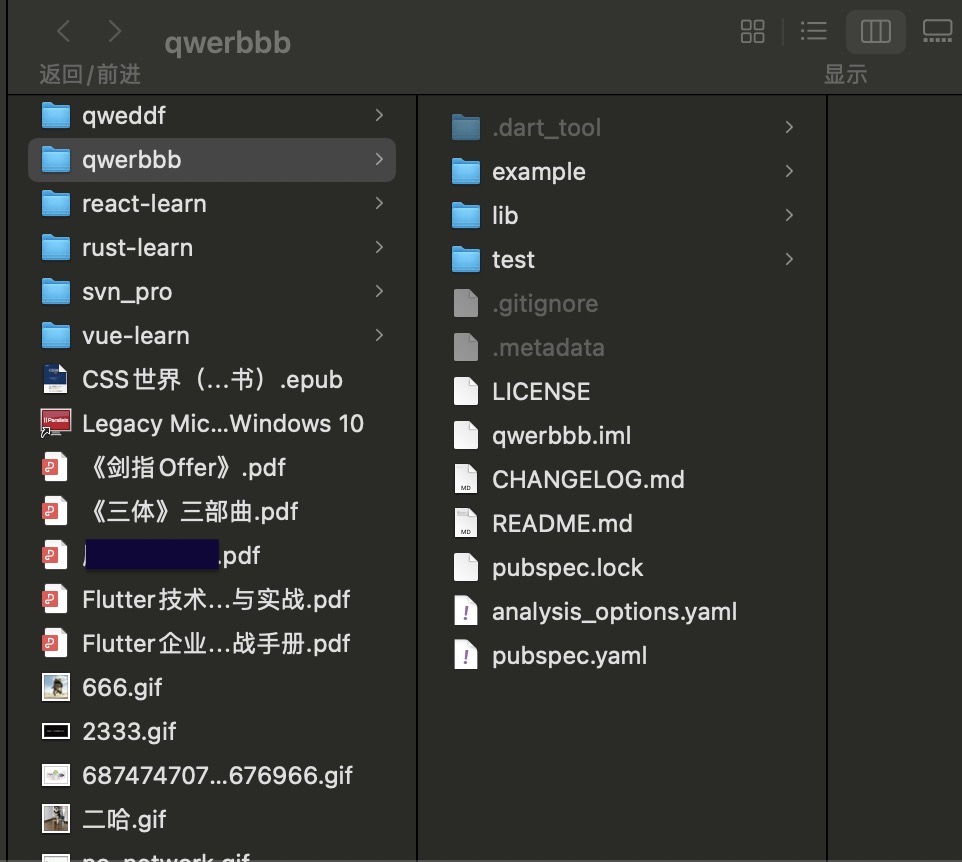 qwerbbb
返回/前进
显示
qweddf
qwerbbb
react-learn
rust-learn
svn_pro
vue-learn
CSS世界（...书）.epub
Legacy Mic...Windows 10
《剑指Offer》.pdf
《三体》三部曲.pdf
.pdf
Flutter技术...与实战.pdf
Flutter企业...战手册.pdf
666.gif
2333.gif
687474707...676966.gif
二哈.gif
no_network.gif
.dart_tool
example
lib
test
.gitignore
.metadata
LICENSE
qwerbbb.iml
CHANGELOG.md
README.md
pubspec.lock
analysis_options.yaml
pubspec.yaml